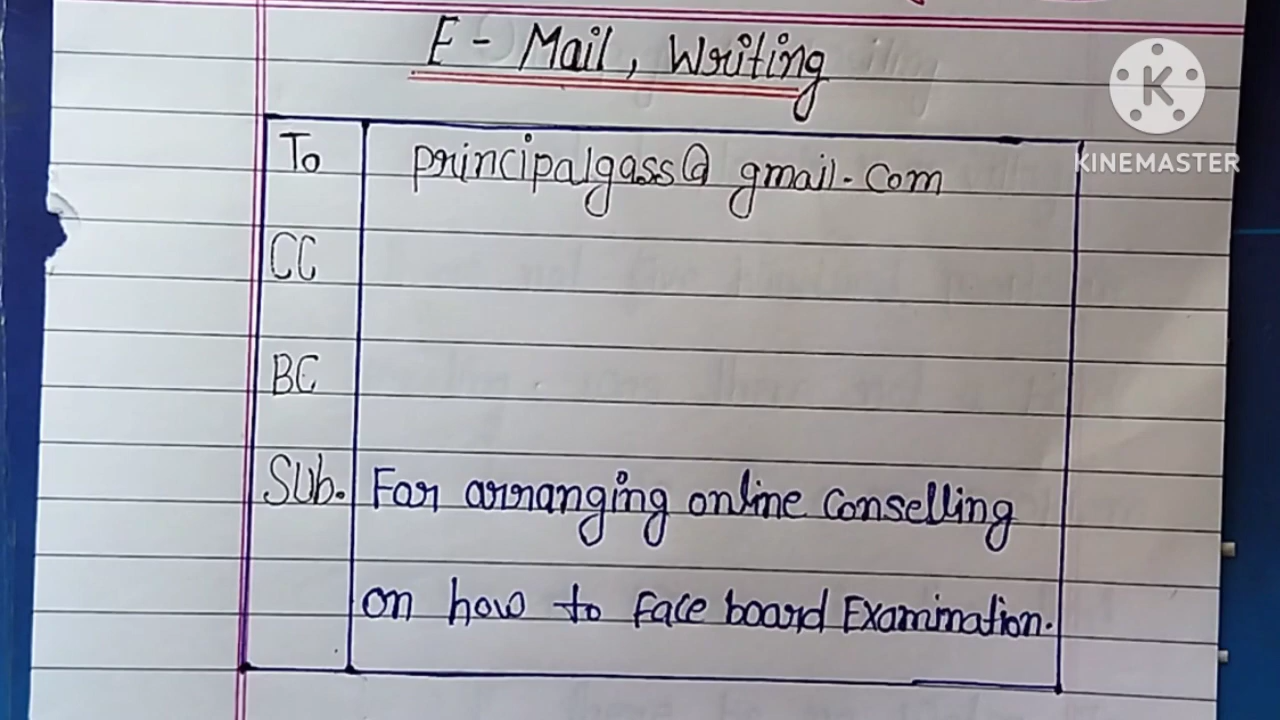 E - Mail, Writing
K
KINEMASTER
To principalgass@ gmail.com
CC
BC
Sub. For arranging online Conselling
on how to Face board Examination.